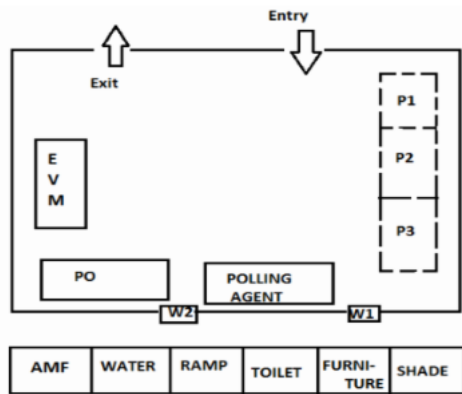 Entry
Exit
P1
E
V
M
P2
P3
PO
POLLING
AGENT
W2
W1
AMF
WATER
RAMP
TOILET
FURNI-
TURE
SHADE